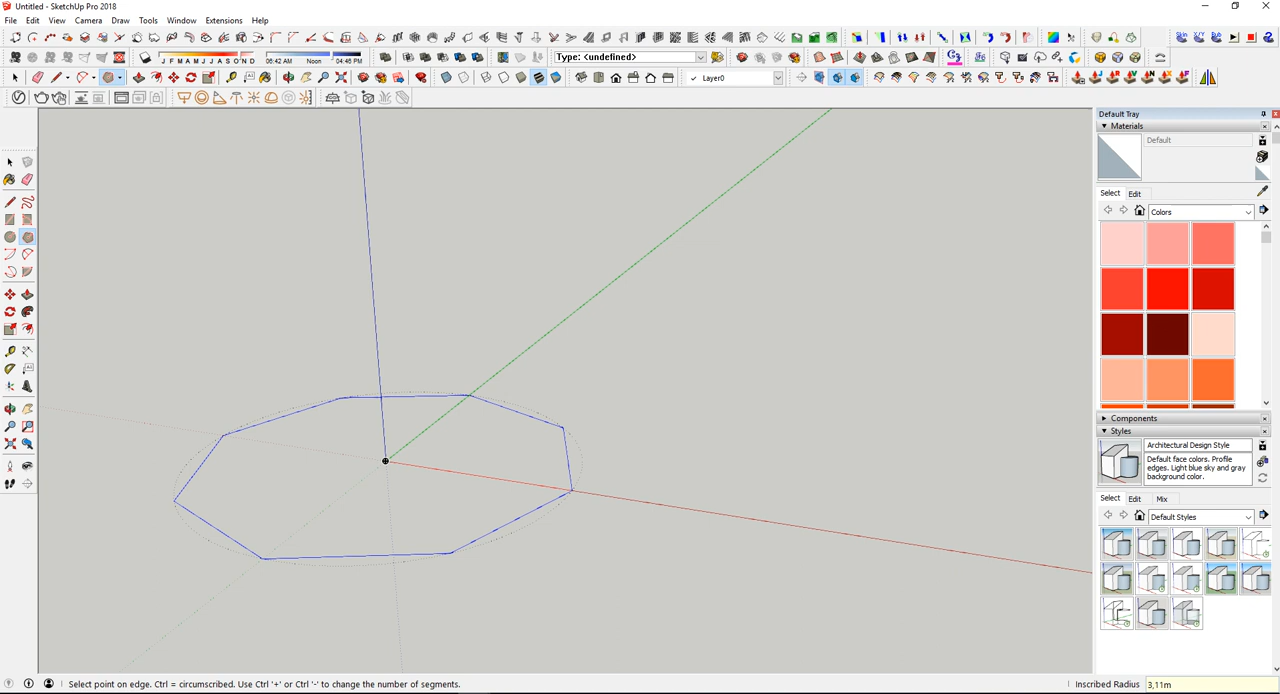 Untitled - SketchUp Pro 2018
File Edit View Camera Draw Tools Window Extensions Help
J F M A M J J A S O N D
06:42 AM Noon 04:46 PM
Type: <undefined>
Layer0
Default Tray
Materials
Default
Select Edit
Colors
Components
Styles
Architectural Design Style
Default face colors. Profile
edges. Light blue sky and gray
background color.
Select Edit Mix
Default Styles
Select point on edge. Ctrl = circumscribed. Use Ctrl '+' or Ctrl '-' to change the number of segments.
Inscribed Radius 3,11m